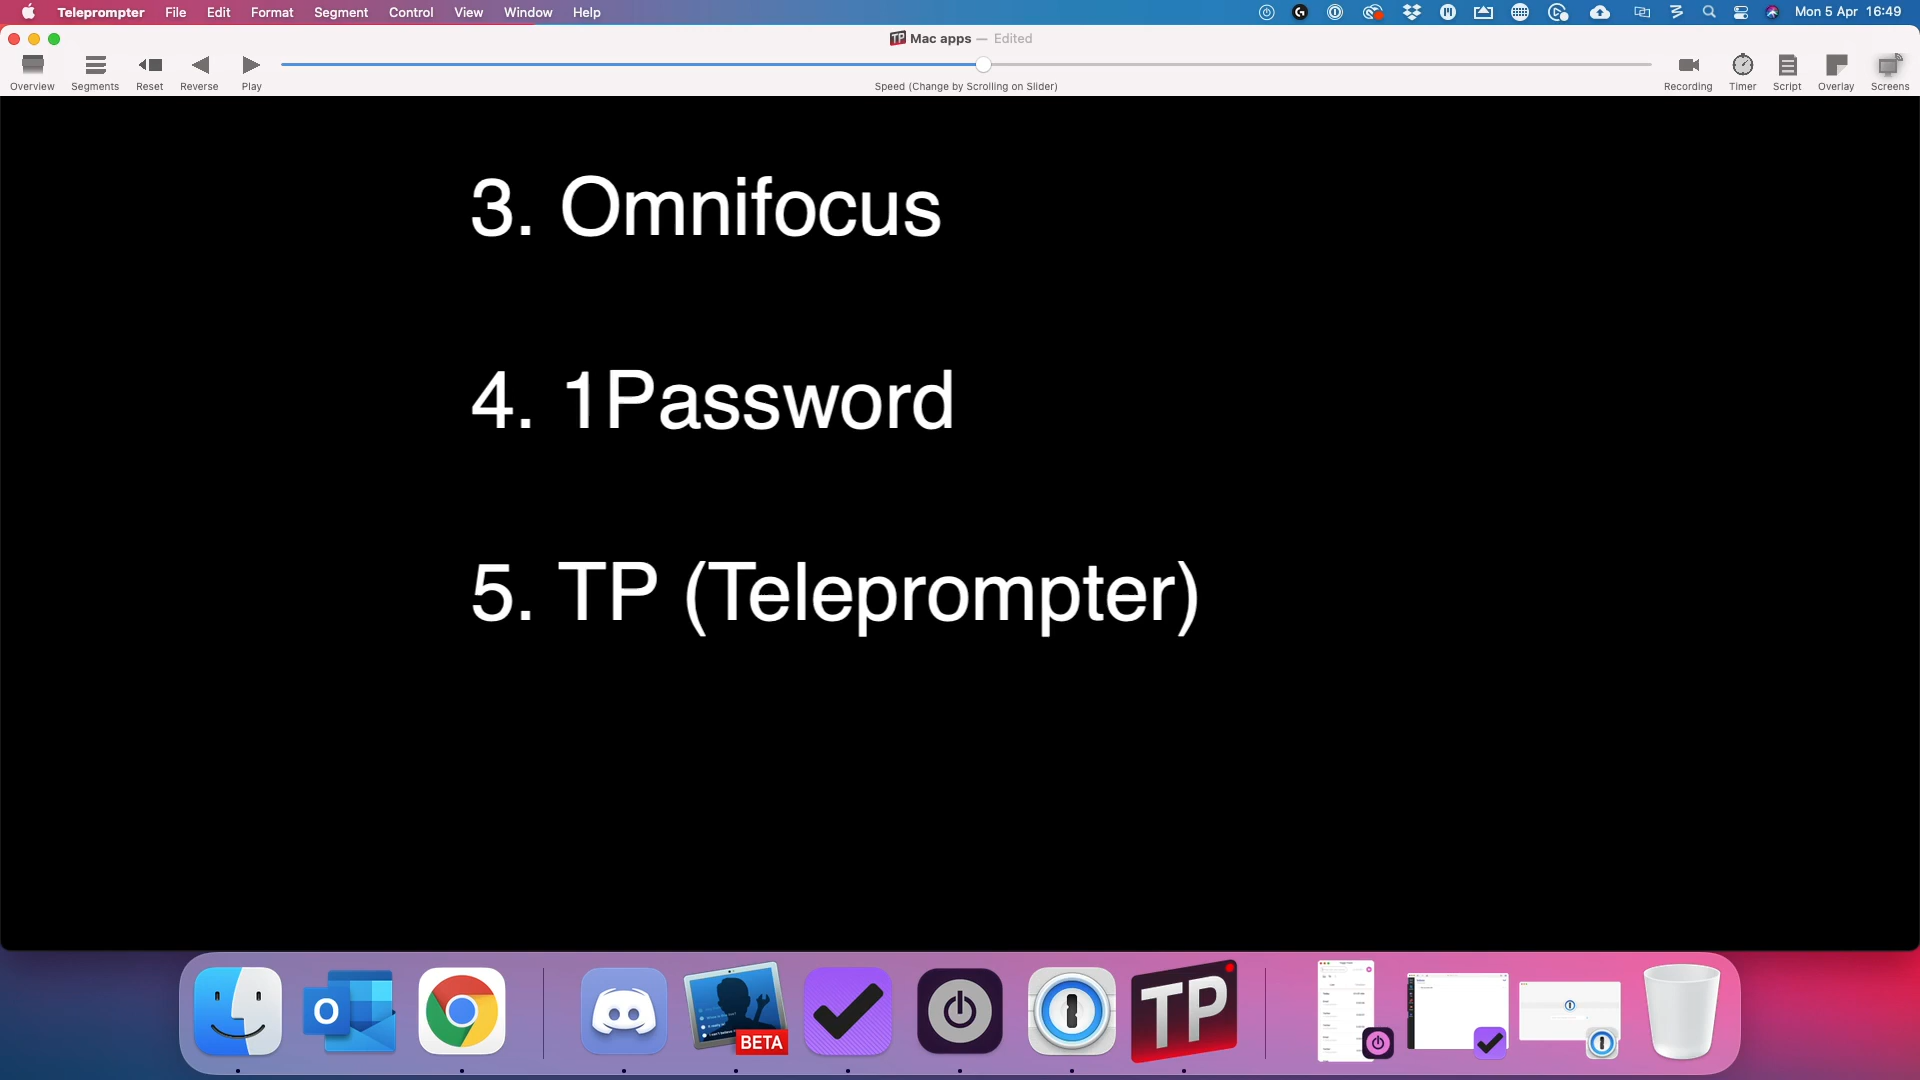 Teleprompter File Edit Format Segment Control View Window Help Mon 5 Apr 16:49
TP Mac apps — Edited
Overview Segments Reset Reverse Play Speed (Change by Scrolling on Slider) Recording Timer Script Overlay Screens
3. Omnifocus
4. 1Password
5. TP (Teleprompter)
O BETA TP